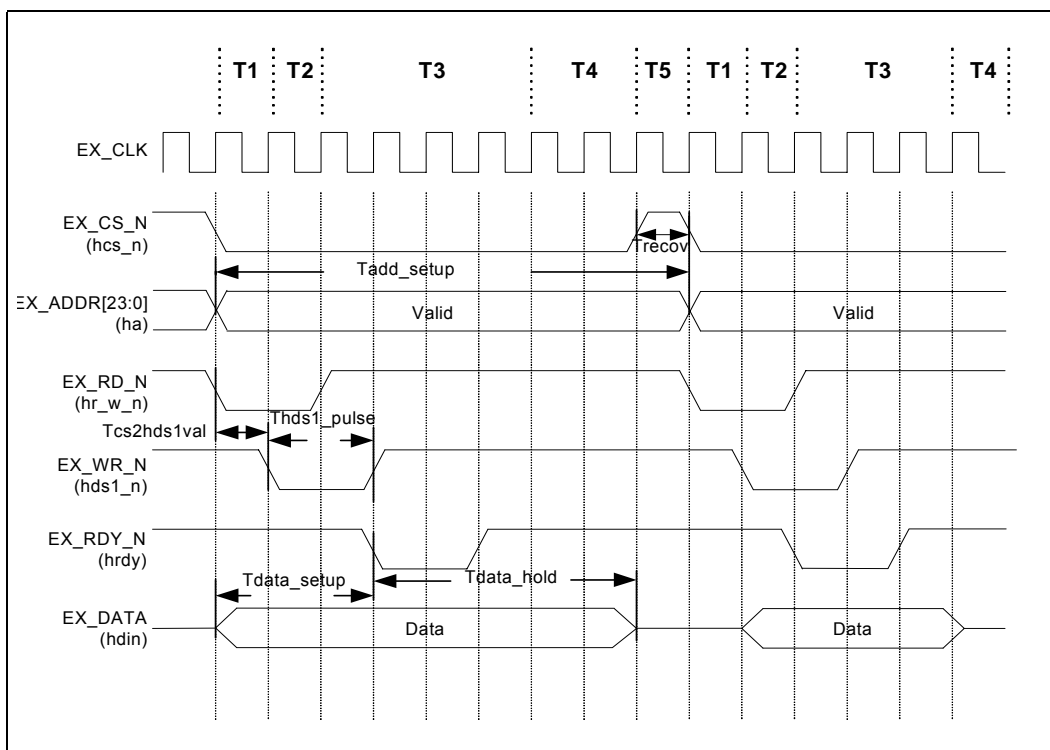 T1 T2 T3 T4 T5 T1 T2 T3 T4
EX_CLK
EX_CS_N
(hcs_n)
Trecov
Tadd_setup
EX_ADDR[23:0]
(ha)
Valid Valid
EX_RD_N
(hr_w_n)
Thds1_pulse
Tcs2hds1val
EX_WR_N
(hds1_n)
EX_RDY_N
(hrdy)
Tdata_setup Tdata_hold
EX_DATA
(hdin)
Data Data